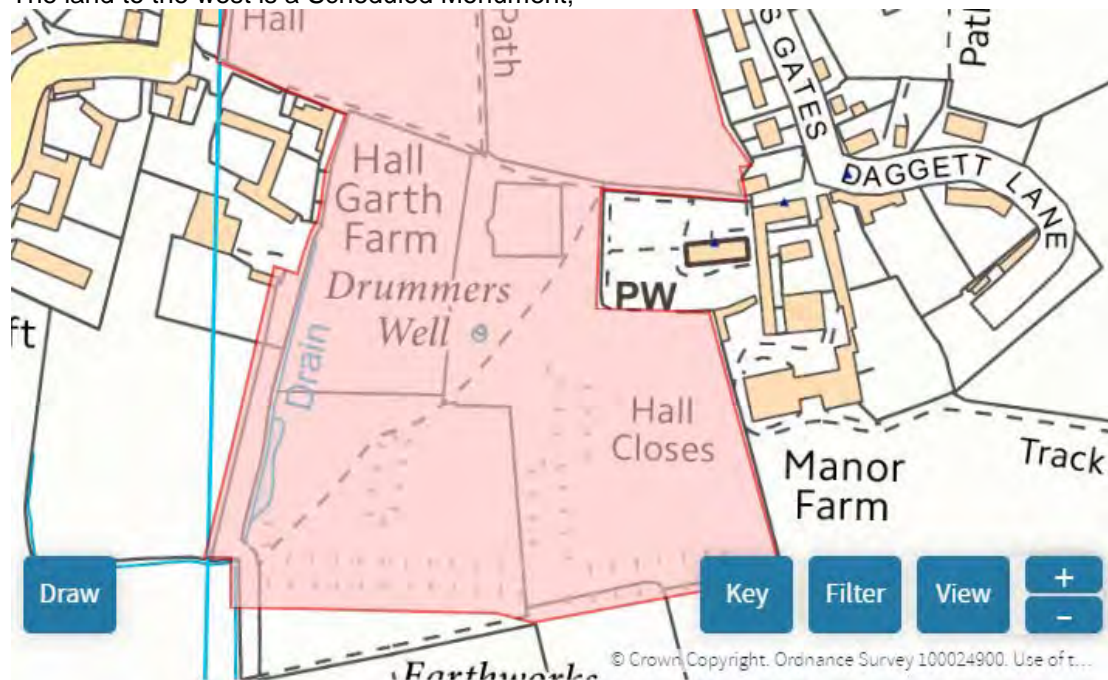 The land to the west is a Scheduled Monument,
Hall
Path
S GATES
Path
DAGGETT LANE
Hall
Garth
Farm
Drummers
Well
PW
ft
Drain
Hall
Closes
Manor
Farm
Track
Draw
Key
Filter
View
+
−
© Crown Copyright. Ordnance Survey 100024900. Use of t...
Earthworks